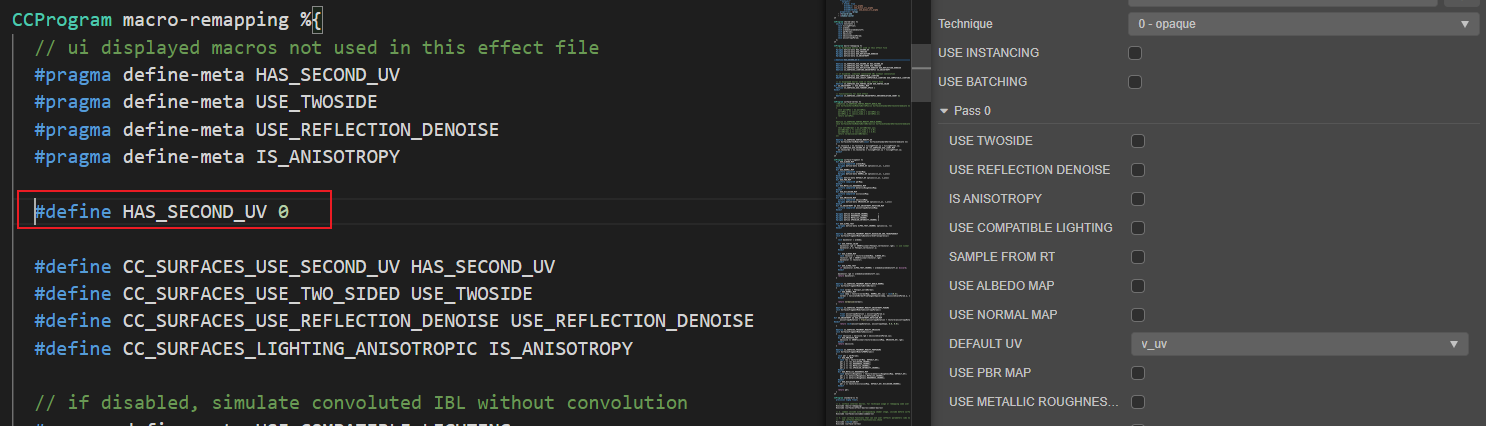 CCProgram macro-remapping %{
// ui displayed macros not used in this effect file
#pragma define-meta HAS_SECOND_UV
#pragma define-meta USE_TWOSIDE
#pragma define-meta USE_REFLECTION_DENOISE
#pragma define-meta IS_ANISOTROPY
#define HAS_SECOND_UV 0
#define CC_SURFACES_USE_SECOND_UV HAS_SECOND_UV
#define CC_SURFACES_USE_TWO_SIDED USE_TWOSIDE
#define CC_SURFACES_USE_REFLECTION_DENOISE USE_REFLECTION_DENOISE
#define CC_SURFACES_LIGHTING_ANISOTROPIC IS_ANISOTROPY
// if disabled, simulate convoluted IBL without convolution
Technique
0 - opaque
USE INSTANCING
USE BATCHING
Pass 0
USE TWOSIDE
USE REFLECTION DENOISE
IS ANISOTROPY
USE COMPATIBLE LIGHTING
SAMPLE FROM RT
USE ALBEDO MAP
USE NORMAL MAP
DEFAULT UV
v_uv
USE PBR MAP
USE METALLIC ROUGHNES...